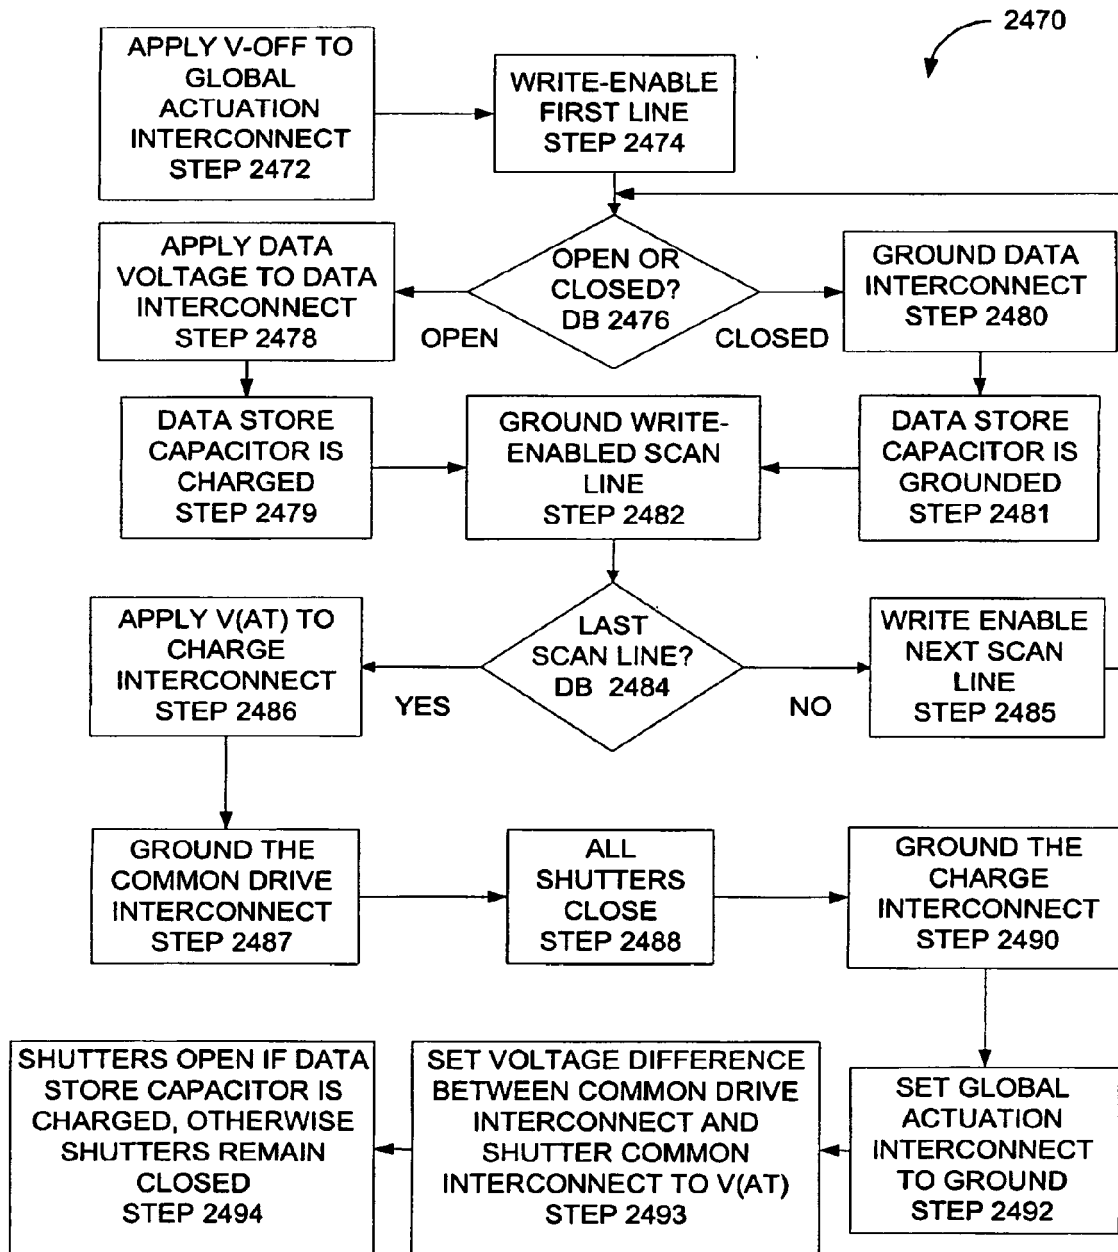 2470
APPLY V-OFF TO
GLOBAL
ACTUATION
INTERCONNECT
STEP 2472
WRITE-ENABLE
FIRST LINE
STEP 2474
APPLY DATA
VOLTAGE TO DATA
INTERCONNECT
STEP 2478
OPEN OR
CLOSED?
DB 2476
GROUND DATA
INTERCONNECT
STEP 2480
OPEN
CLOSED
DATA STORE
CAPACITOR IS
CHARGED
STEP 2479
GROUND WRITE-
ENABLED SCAN
LINE
STEP 2482
DATA STORE
CAPACITOR IS
GROUNDED
STEP 2481
APPLY V(AT) TO
CHARGE
INTERCONNECT
STEP 2486
LAST
SCAN LINE?
DB 2484
WRITE ENABLE
NEXT SCAN
LINE
STEP 2485
YES
NO
GROUND THE
COMMON DRIVE
INTERCONNECT
STEP 2487
ALL
SHUTTERS
CLOSE
STEP 2488
GROUND THE
CHARGE
INTERCONNECT
STEP 2490
SHUTTERS OPEN IF DATA
STORE CAPACITOR IS
CHARGED, OTHERWISE
SHUTTERS REMAIN
CLOSED
STEP 2494
SET VOLTAGE DIFFERENCE
BETWEEN COMMON DRIVE
INTERCONNECT AND
SHUTTER COMMON
INTERCONNECT TO V(AT)
STEP 2493
SET GLOBAL
ACTUATION
INTERCONNECT
TO GROUND
STEP 2492